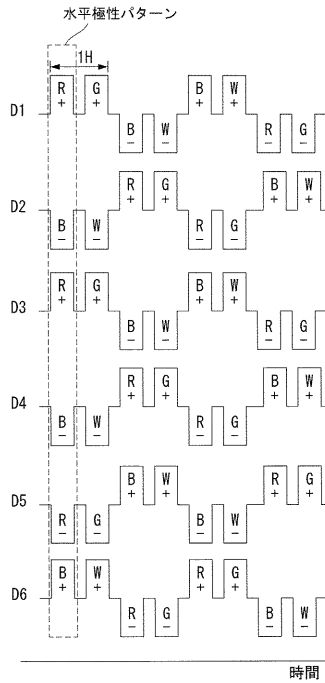 水平極性パターン
1H
D1 R + G + B - W - B + W + R - G -
D2 B - W - R + G + R - G - B + W +
D3 R + G + B - W - B + W + R - G -
D4 B - W - R + G + R - G - B + W +
D5 R - G - B + W + B - W - R + G +
D6 B + W + R - G - R + G + B - W -
時間